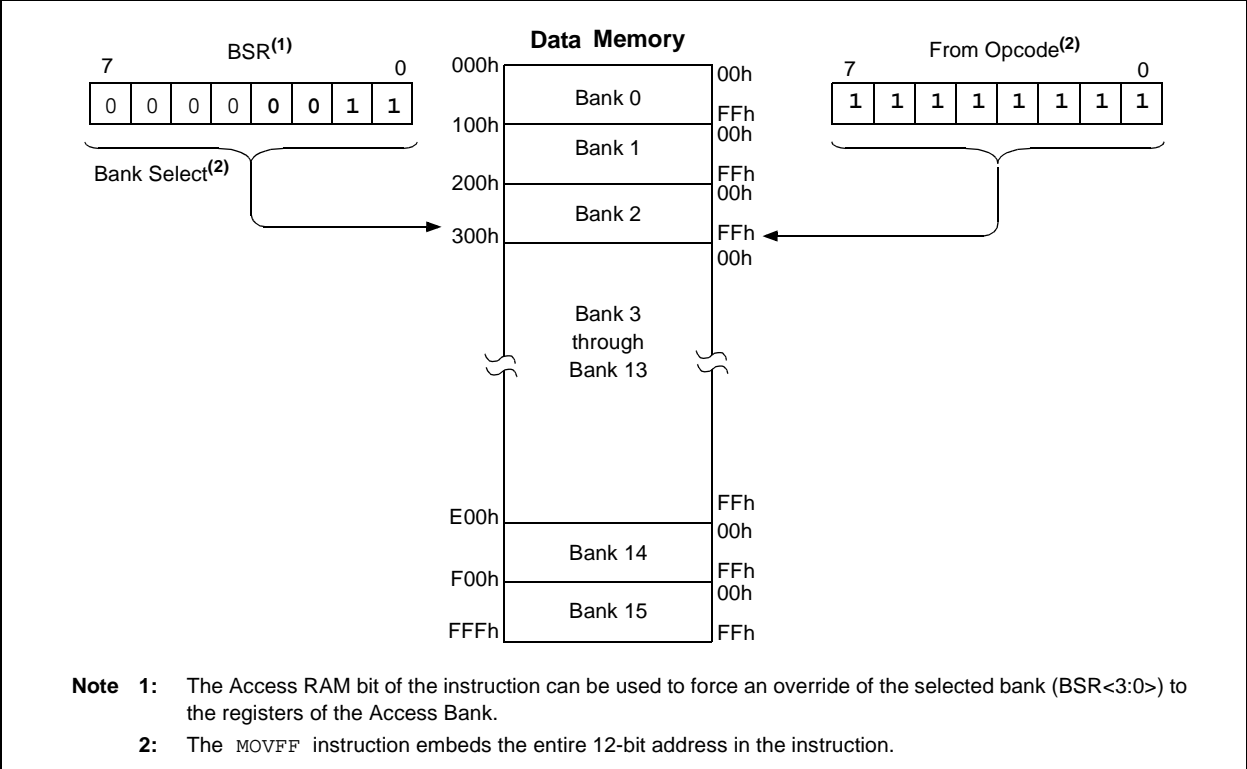 Data Memory
BSR(1)
7 0
0 0 0 0 0 0 1 1
Bank Select(2)
From Opcode(2)
7 0
1 1 1 1 1 1 1 1
000h
00h
Bank 0
FFh
100h
00h
Bank 1
FFh
200h
00h
Bank 2
FFh
300h
00h
Bank 3
through
Bank 13
FFh
E00h
00h
Bank 14
FFh
F00h
00h
Bank 15
FFFh
FFh
Note 1: The Access RAM bit of the instruction can be used to force an override of the selected bank (BSR<3:0>) to
the registers of the Access Bank.
2: The MOVFF instruction embeds the entire 12-bit address in the instruction.